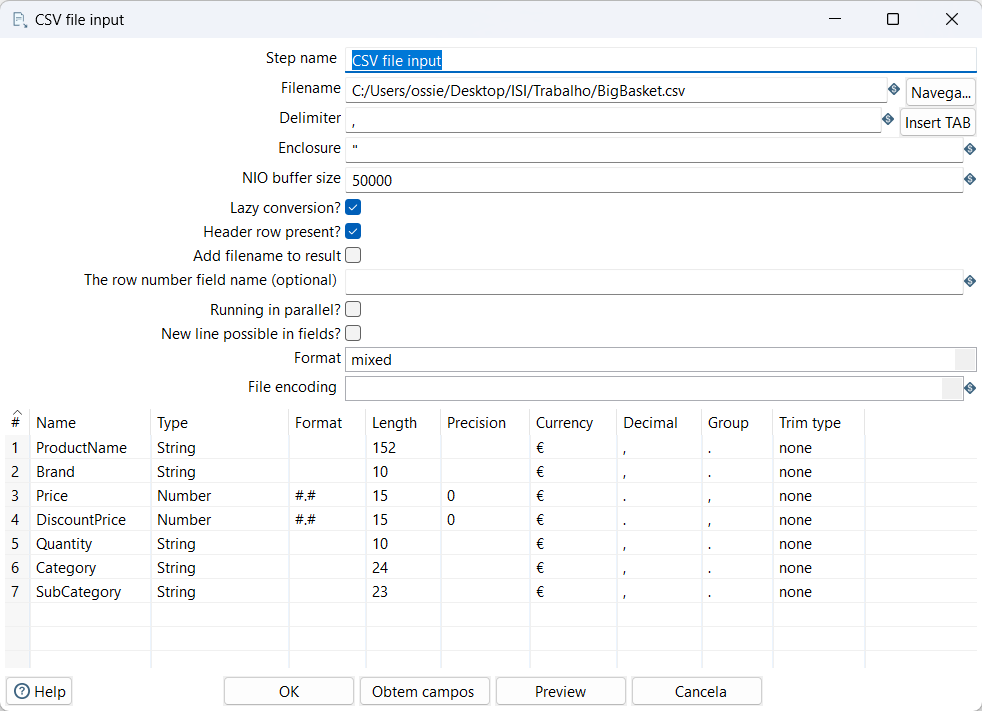 CSV file input
Step name CSV file input
Filename C:/Users/ossie/Desktop/ISI/Trabalho/BigBasket.csv Navega...
Delimiter , Insert TAB
Enclosure "
NIO buffer size 50000
Lazy conversion?
Header row present?
Add filename to result
The row number field name (optional)
Running in parallel?
New line possible in fields?
Format mixed
File encoding
# Name Type Format Length Precision Currency Decimal Group Trim type
1 ProductName String 152 € , . none
2 Brand String 10 € , . none
3 Price Number #.# 15 0 € . , none
4 DiscountPrice Number #.# 15 0 € . , none
5 Quantity String 10 € , . none
6 Category String 24 € , . none
7 SubCategory String 23 € , . none
Help OK Obtem campos Preview Cancela